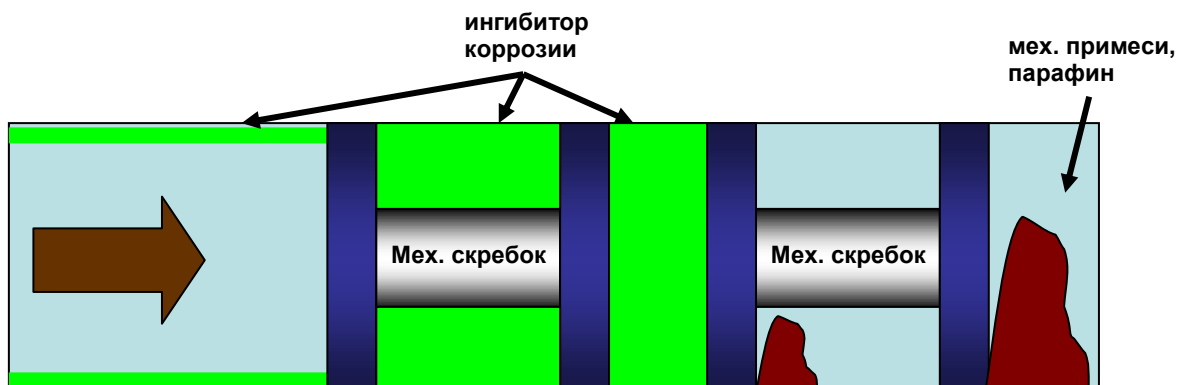 ингибитор
коррозии
мех. примеси,
парафин
Мех. скребок
Мех. скребок